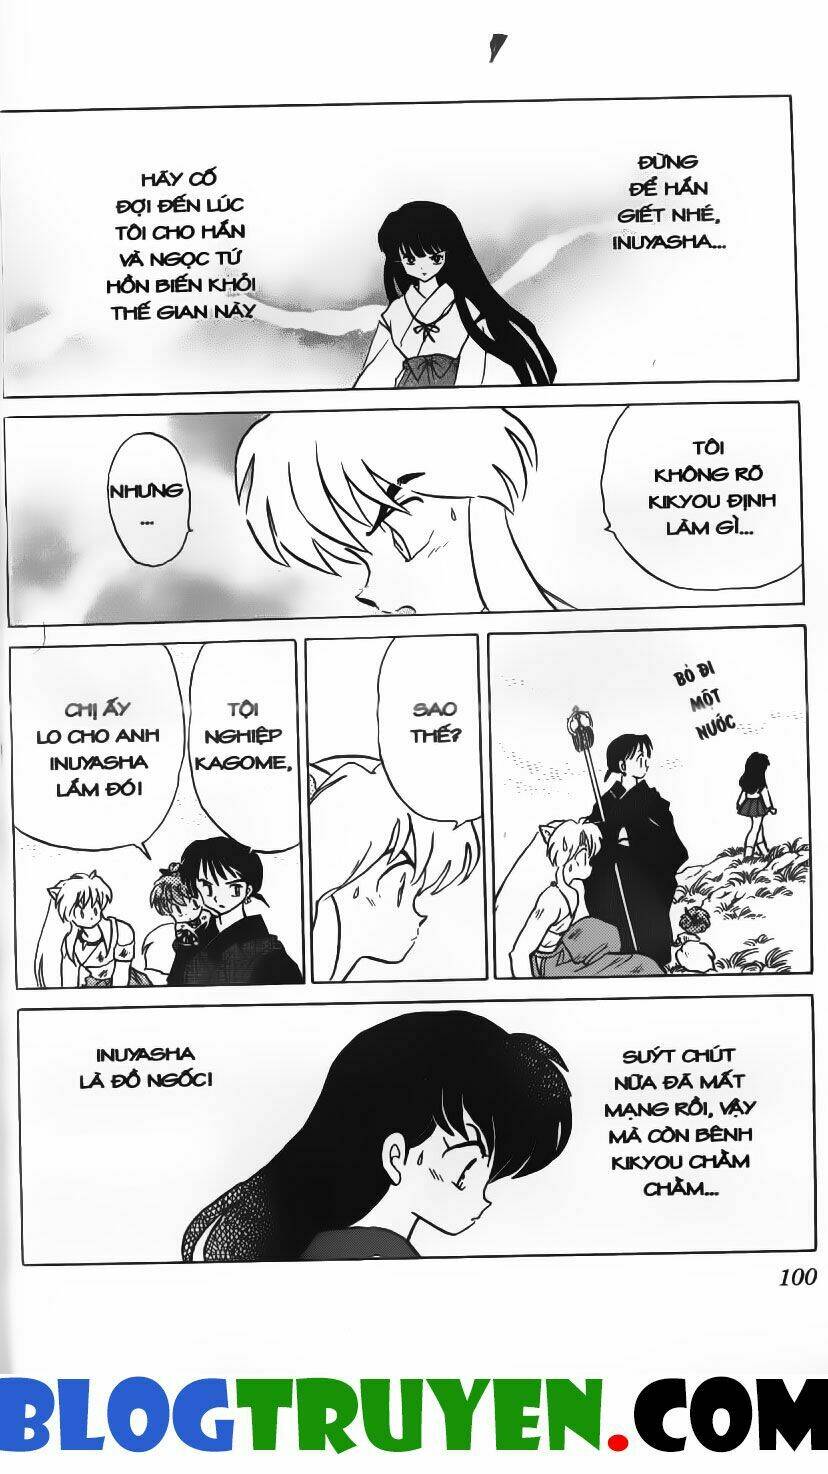 ĐỪNG
ĐỂ HẮN
GIẾT NHÉ,
INUYASHA...
HÃY CỐ
ĐỢI ĐẾN LÚC
TÔI CHO HẮN
VÀ NGỌC TỨ
HỒN BIẾN KHỎI
THẾ GIAN NÀY.
TÔI
KHÔNG RÕ
KIKYOU ĐỊNH
LÀM GÌ...
NHƯNG
...
BỎ ĐI
MỘT
NƯỚC
SAO
THẾ?
TỘI
NGHIỆP
KAGOME,
CHỊ ẤY
LO CHO ANH
INUYASHA
LẮM ĐÓ!
SUÝT CHÚT
NỮA ĐÃ MẤT
MẠNG RỒI, VẬY
MÀ CÒN BÊNH
KIKYOU CHẰM
CHẰM...
INUYASHA
LÀ ĐỒ NGỐC!
100
BLOGTRUYEN.COM